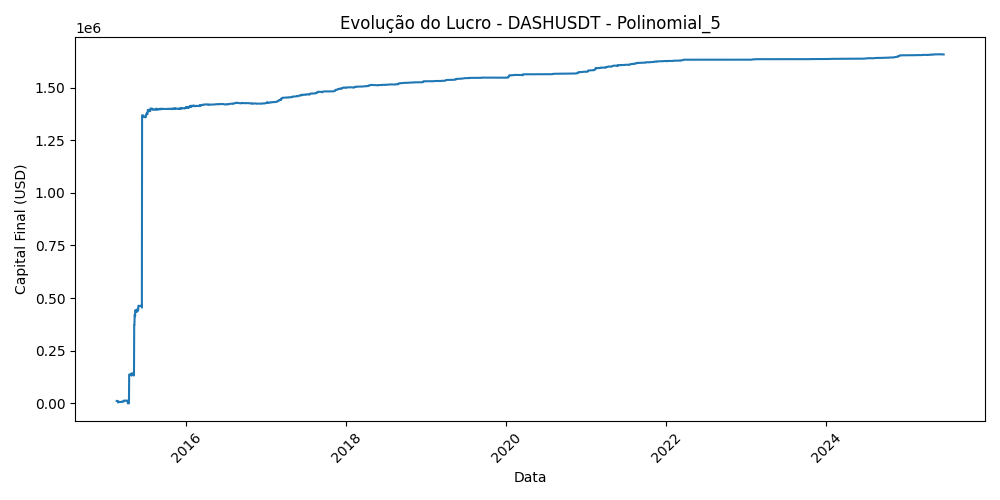 Evolução do Lucro - DASHUSDT - Polinomial_5
1e6
1.50
1.25
1.00
0.75
0.50
0.25
0.00
Capital Final (USD)
2016 2018 2020 2022 2024
Data